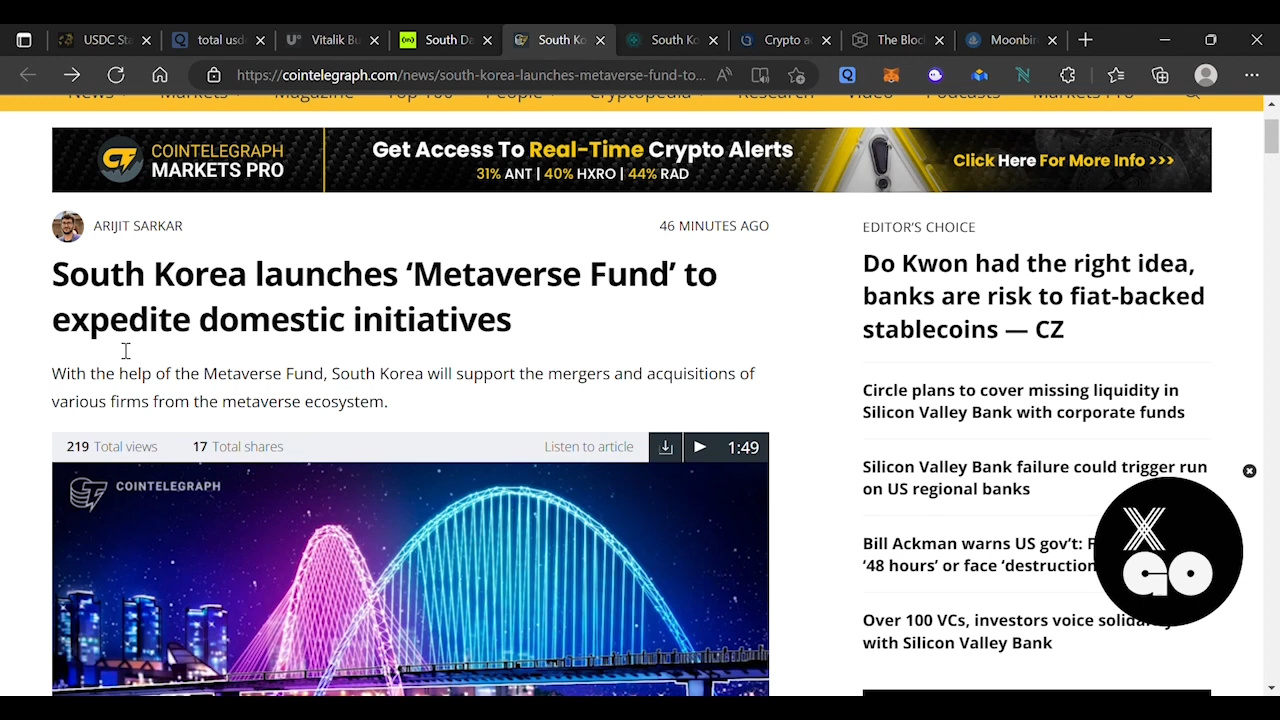 USDC Sta
total usd
Vitalik Bu
South Da
South Ko
South Ko
Crypto a
The Bloc
Moonbir
https://cointelegraph.com/news/south-korea-launches-metaverse-fund-to...
News
Markets
Magazine
Top 100
People
Cryptopedia
Research
Video
Podcasts
Markets Pro
COINTELEGRAPH
MARKETS PRO
Get Access To Real-Time Crypto Alerts
31% ANT | 40% HXRO | 44% RAD
Click Here For More Info >>>
ARIJIT SARKAR
46 MINUTES AGO
South Korea launches ‘Metaverse Fund’ to
expedite domestic initiatives
With the help of the Metaverse Fund, South Korea will support the mergers and acquisitions of
various firms from the metaverse ecosystem.
219 Total views
17 Total shares
Listen to article
1:49
COINTELEGRAPH
EDITOR’S CHOICE
Do Kwon had the right idea,
banks are risk to fiat-backed
stablecoins — CZ
Circle plans to cover missing liquidity in
Silicon Valley Bank with corporate funds
Silicon Valley Bank failure could trigger run
on US regional banks
Bill Ackman warns US gov’t: F
‘48 hours’ or face ‘destruction
Over 100 VCs, investors voice solidarity
with Silicon Valley Bank
X
GO